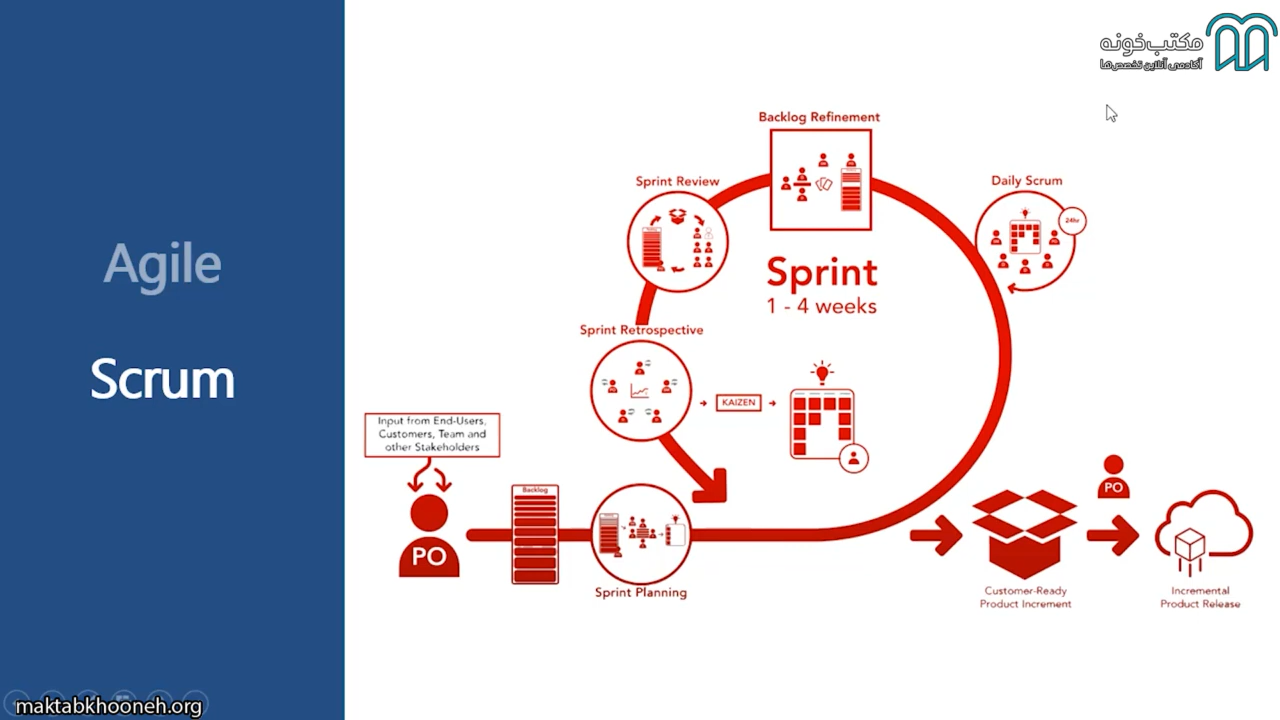 مکتب‌خونه
آکادمی آنلاین تخصص‌ها
Agile
Scrum
Backlog Refinement
Sprint Review
Daily Scrum
24hr
Sprint
1 - 4 weeks
Sprint Retrospective
KAIZEN
Input from End-Users,
Customers, Team and
other Stakeholders
PO
Backlog
Sprint Planning
PO
Customer-Ready
Product Increment
Incremental
Product Release
maktabkhooneh.org